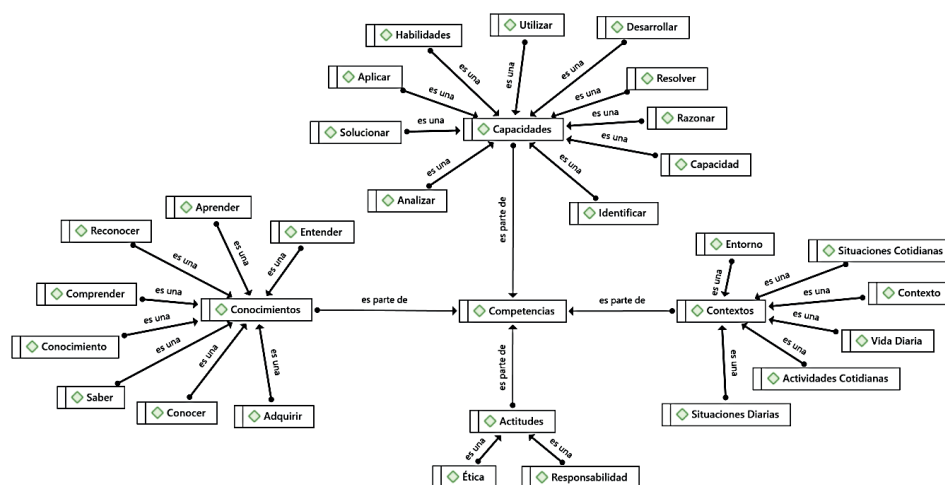 Utilizar
Desarrollar
Habilidades
es una
es una
es una
Aplicar
es una
es una
Resolver
es una
Razonar
Solucionar
es una
Capacidades
es una
Capacidad
es una
es una
Analizar
Identificar
es parte de
Aprender
Reconocer
Entender
es una
es una
es una
Entorno
Situaciones Cotidianas
es una
es una
Comprender
es una
Contexto
es una
Conocimientos
es parte de
Competencias
es parte de
Contextos
es una
Vida Diaria
Conocimiento
es una
es una
es una
es una
es una
es una
Actividades Cotidianas
Saber
Conocer
Adquirir
Situaciones Diarias
es parte de
Actitudes
es una
es una
Ética
Responsabilidad